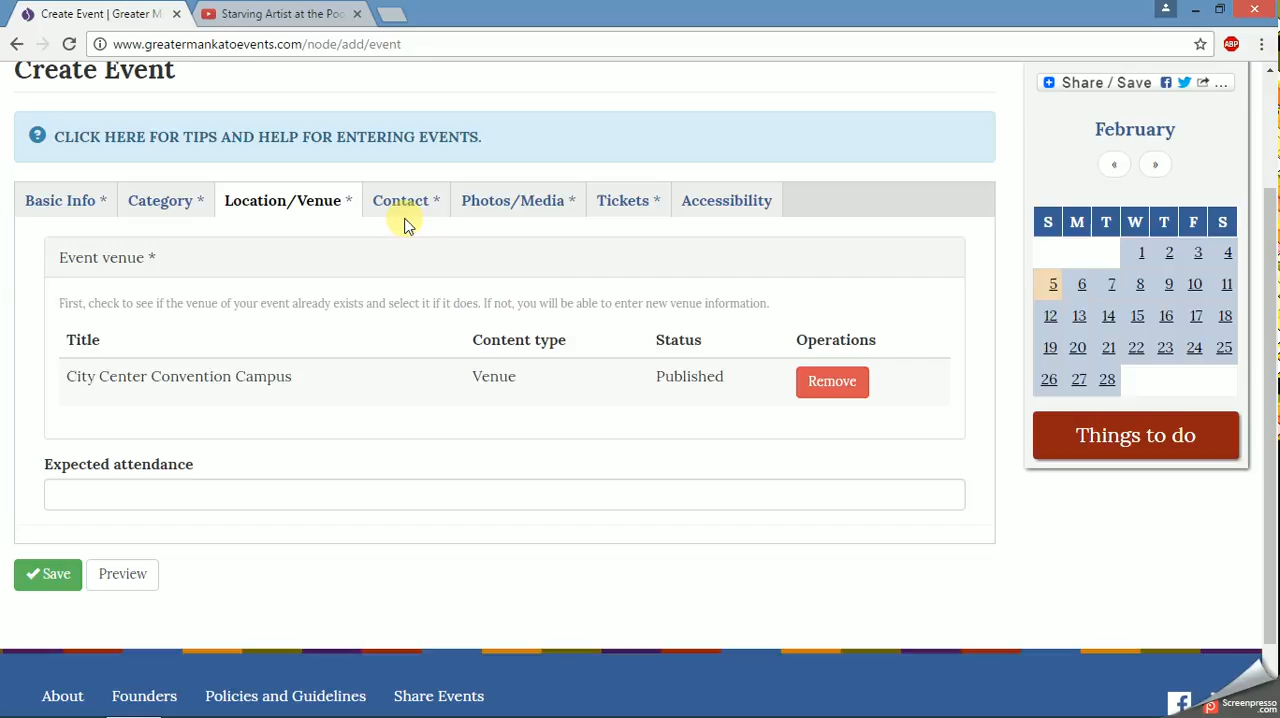 Create Event | Greater M
Starving Artist at the Poo
www.greatermankatoevents.com/node/add/event
ABP
Create Event
CLICK HERE FOR TIPS AND HELP FOR ENTERING EVENTS.
Basic Info *
Category *
Location/Venue *
Contact *
Photos/Media *
Tickets *
Accessibility
Event venue *
First, check to see if the venue of your event already exists and select it if it does. If not, you will be able to enter new venue information.
Title Content type Status Operations
City Center Convention Campus Venue Published Remove
Expected attendance
Save
Preview
Share / Save ...
February
« »
S M T W T F S
1 2 3 4
5 6 7 8 9 10 11
12 13 14 15 16 17 18
19 20 21 22 23 24 25
26 27 28
Things to do
About Founders Policies and Guidelines Share Events
Screenpresso
.com